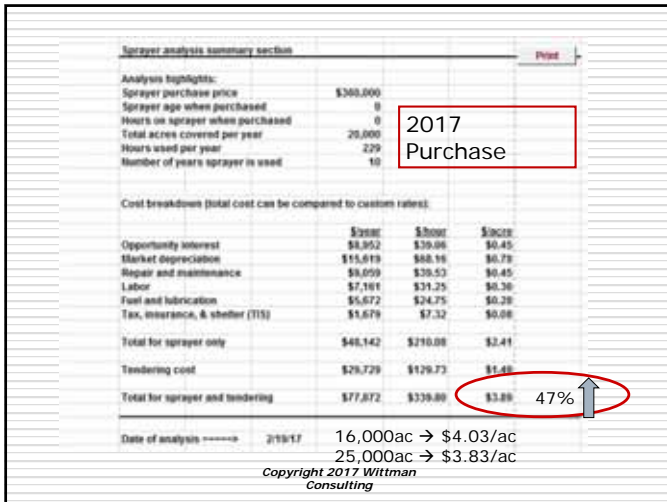 Sprayer analysis summary section
Print
Analysis highlights:
Sprayer purchase price $360,000
Sprayer age when purchased 0
Hours on sprayer when purchased 0
Total acres covered per year 20,000
Hours used per year 229
Number of years sprayer is used 10
2017
Purchase
Cost breakdown (total cost can be compared to custom rates):
$/year $/hour $/acre
Opportunity interest $8,952 $39.06 $0.45
Market depreciation $15,619 $68.16 $0.78
Repair and maintenance $9,059 $39.53 $0.45
Labor $7,161 $31.25 $0.36
Fuel and lubrication $5,672 $24.75 $0.28
Tax, insurance, & shelter (TIS) $1,679 $7.32 $0.08
Total for sprayer only $48,142 $210.08 $2.41
Tendering cost $29,729 $129.73 $1.49
Total for sprayer and tendering $77,872 $339.80 $3.89 47%
Date of analysis ------> 2/19/17 16,000ac → $4.03/ac
25,000ac → $3.83/ac
Copyright 2017 Wittman
Consulting